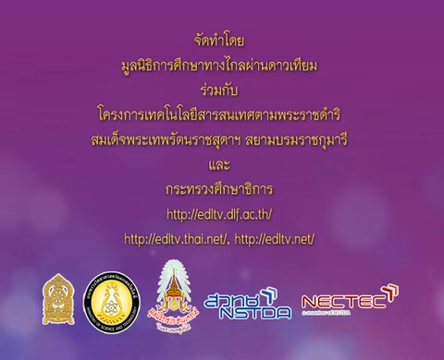 จัดทำโดย
มูลนิธิการศึกษาทางไกลผ่านดาวเทียม
ร่วมกับ
โครงการเทคโนโลยีสารสนเทศตามพระราชดำริ
สมเด็จพระเทพรัตนราชสุดาฯ สยามบรมราชกุมารี
และ
กระทรวงศึกษาธิการ
http://edltv.dlf.ac.th/
http://edltv.thai.net/, http://edltv.net/
สวทช
NSTDA
NECTEC
a member of NSTDA